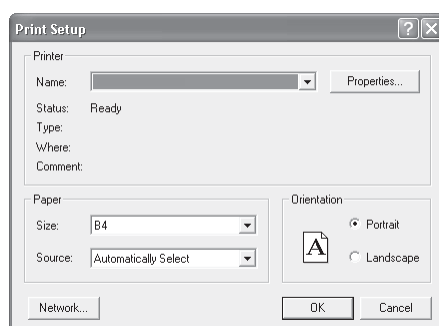 Print Setup
Printer
Name:
Properties...
Status: Ready
Type:
Where:
Comment:
Paper
Size: B4
Source: Automatically Select
Orientation
A
Portrait
Landscape
Network...
OK
Cancel